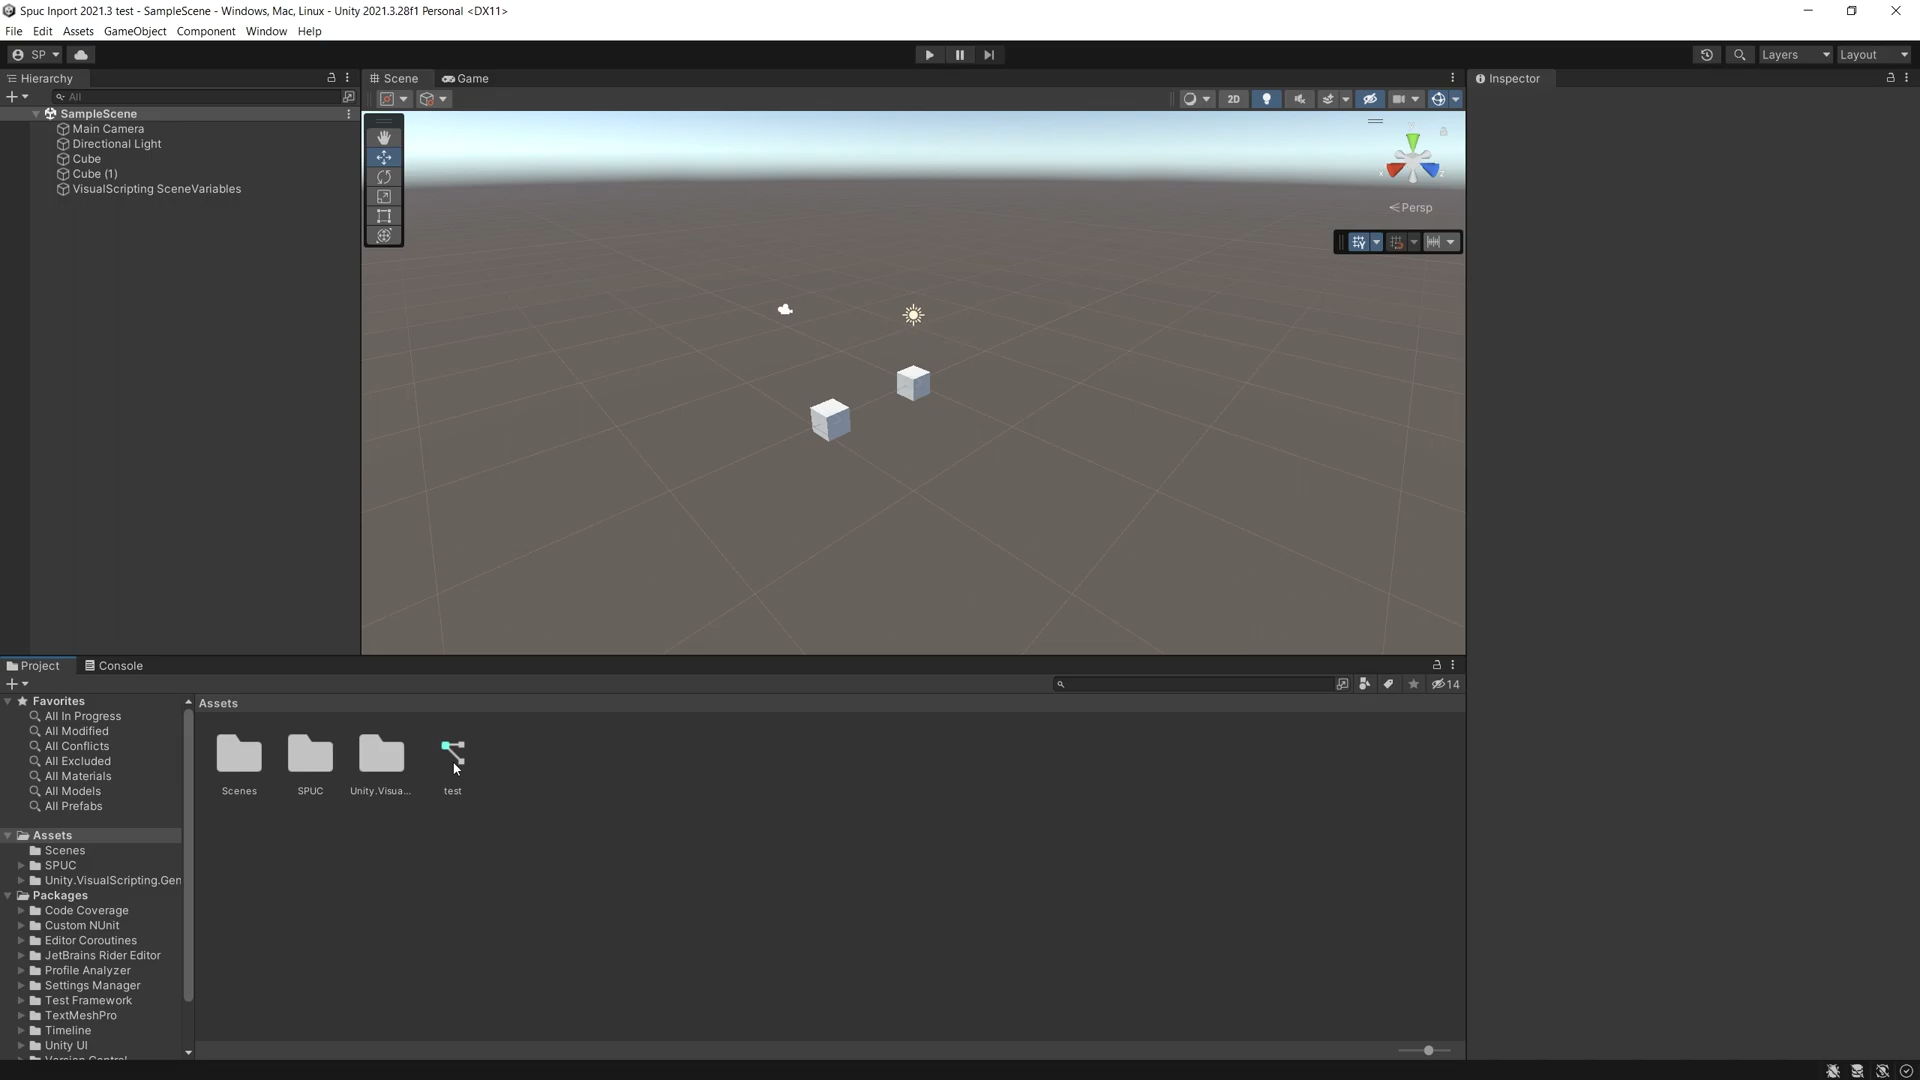 Spuc Inport 2021.3 test - SampleScene - Windows, Mac, Linux - Unity 2021.3.28f1 Personal <DX11>
File Edit Assets GameObject Component Window Help
SP Layers Layout
Hierarchy
All
SampleScene
Main Camera
Directional Light
Cube
Cube (1)
VisualScripting SceneVariables
Scene Game
2D
y
x z
Persp
Inspector
Project Console
14
Favorites
All In Progress
All Modified
All Conflicts
All Excluded
All Materials
All Models
All Prefabs
Assets
Scenes
SPUC
Unity.VisualScripting.Gen
Packages
Code Coverage
Custom NUnit
Editor Coroutines
JetBrains Rider Editor
Profile Analyzer
Settings Manager
Test Framework
TextMeshPro
Timeline
Unity UI
Version Control
Assets
Scenes SPUC Unity.Visua... test